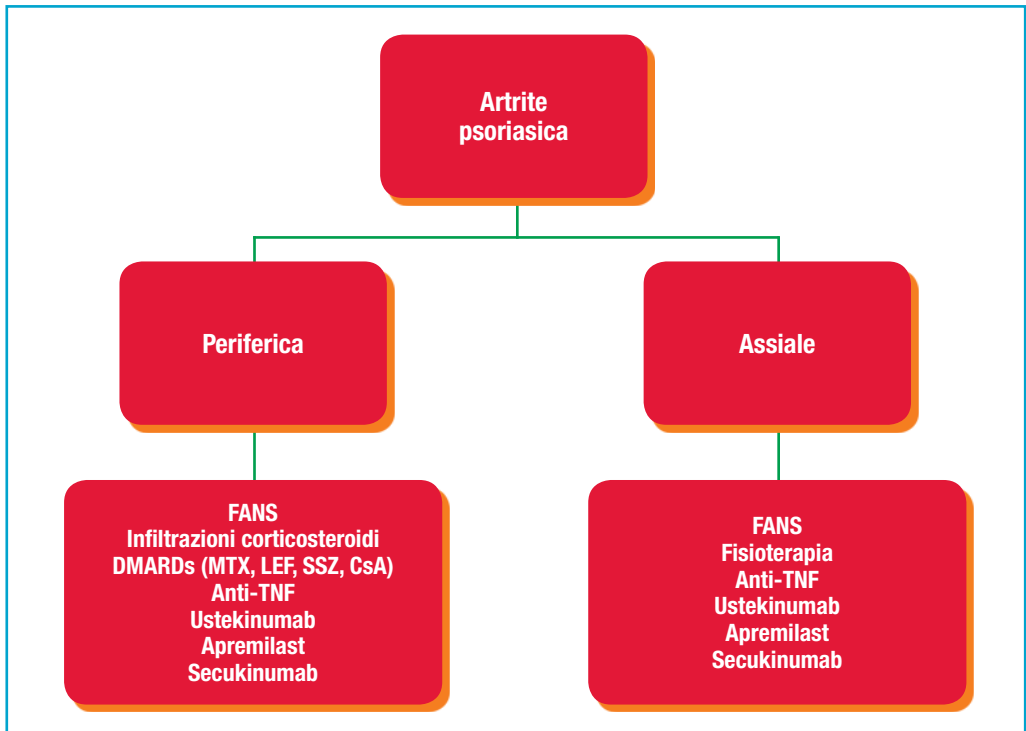 Artrite
psoriasica
Periferica
Assiale
FANS
Infiltrazioni corticosteroidi
DMARDs (MTX, LEF, SSZ, CsA)
Anti-TNF
Ustekinumab
Apremilast
Secukinumab
FANS
Fisioterapia
Anti-TNF
Ustekinumab
Apremilast
Secukinumab